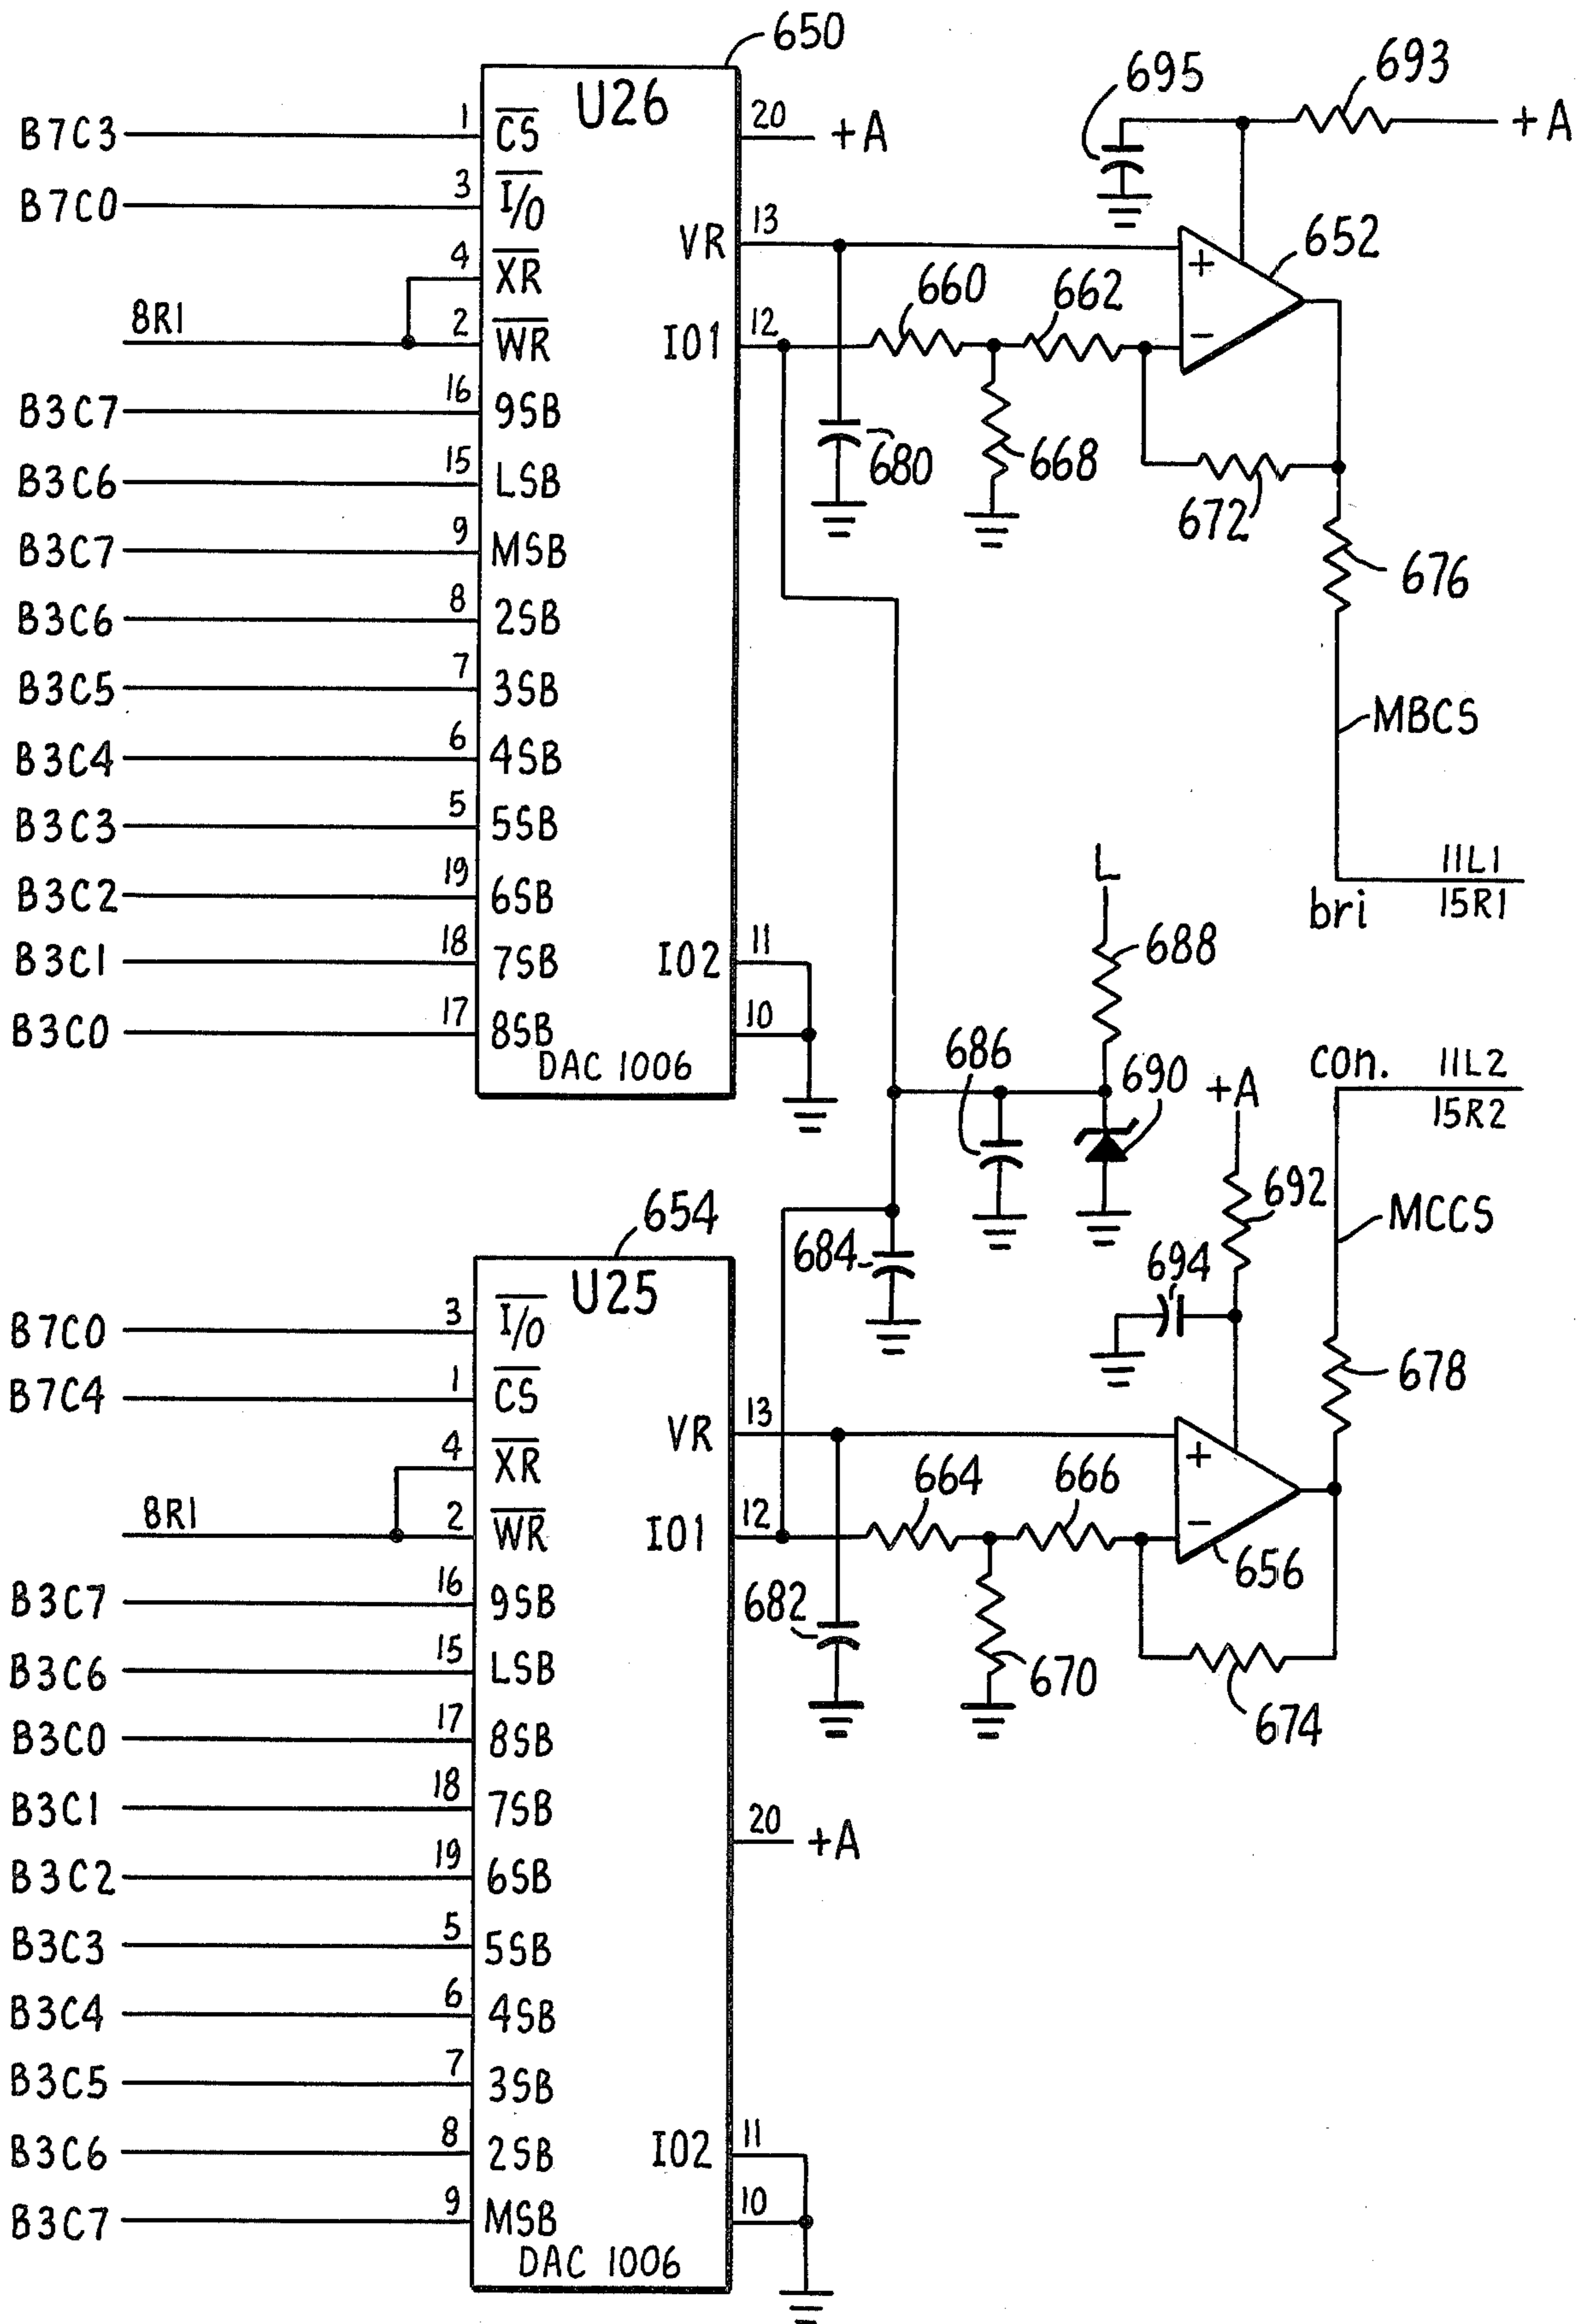 650
U26
695
693
B7C3 1 CS 20 +A +A
B7C0 3 I/O
VR 13 652
4 XR
660 662
8R1 2 WR IO1 12
+
−
B3C7 16 9SB
680 668
B3C6 15 LSB
672
B3C7 9 MSB
676
B3C6 8 2SB
B3C5 7 3SB
MBCS
B3C4 6 4SB
B3C3 5 5SB
L
11L1
bri 15R1
B3C2 19 6SB
688
B3C1 18 7SB IO2 11
B3C0 17 8SB 10
DAC 1006
686 690 +A
con. 11L2
15R2
692
654
MCCS
684
694
U25
B7C0 3 I/O
B7C4 1 CS
678
VR 13
4 XR
664 666
+
8R1 2 WR IO1 12
−
656
B3C7 16 9SB
682
B3C6 15 LSB
670
674
B3C0 17 8SB
B3C1 18 7SB
20 +A
B3C2 19 6SB
B3C3 5 5SB
B3C4 6 4SB
B3C5 7 3SB
B3C6 8 2SB IO2 11
B3C7 9 MSB 10
DAC 1006